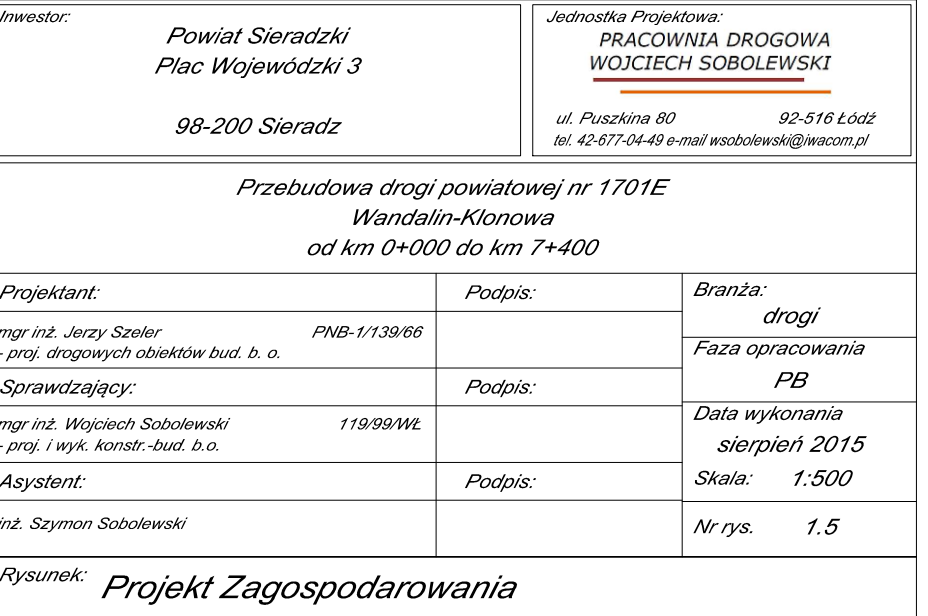 Inwestor:
Powiat Sieradzki
Plac Wojewódzki 3
98-200 Sieradz
Jednostka Projektowa:
PRACOWNIA DROGOWA
WOJCIECH SOBOLEWSKI
ul. Puszkina 80 92-516 Łódź
tel. 42-677-04-49 e-mail wsobolewski@iwacom.pl
Przebudowa drogi powiatowej nr 1701E
Wandalin-Klonowa
od km 0+000 do km 7+400
Projektant: Podpis:
mgr inż. Jerzy Szeler PNB-1/139/66
- proj. drogowych obiektów bud. b. o.
Sprawdzający: Podpis:
mgr inż. Wojciech Sobolewski 119/99/WŁ
- proj. i wyk. konstr.-bud. b.o.
Asystent: Podpis:
inż. Szymon Sobolewski
Branża:
drogi
Faza opracowania
PB
Data wykonania
sierpień 2015
Skala: 1:500
Nr rys. 1.5
Rysunek: Projekt Zagospodarowania